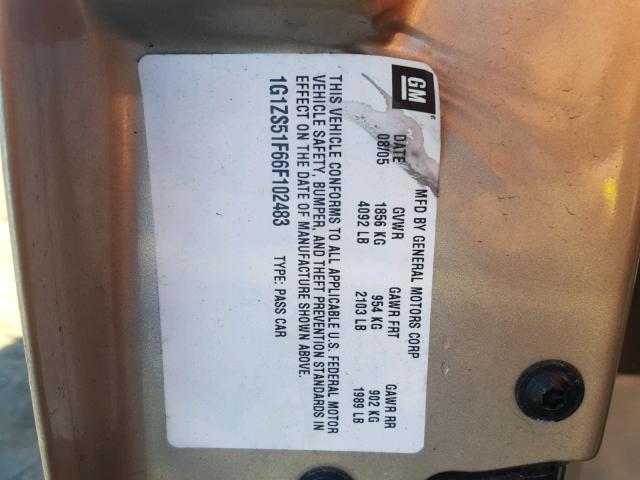 GM
MFD BY GENERAL MOTORS CORP
DATE GVWR GAWR FRT GAWR RR
08/05 1856 KG 954 KG 902 KG
4092 LB 2103 LB 1989 LB
THIS VEHICLE CONFORMS TO ALL APPLICABLE U.S. FEDERAL MOTOR
VEHICLE SAFETY, BUMPER, AND THEFT PREVENTION STANDARDS IN
EFFECT ON THE DATE OF MANUFACTURE SHOWN ABOVE.
1G1ZS51F66F102483 TYPE: PASS CAR